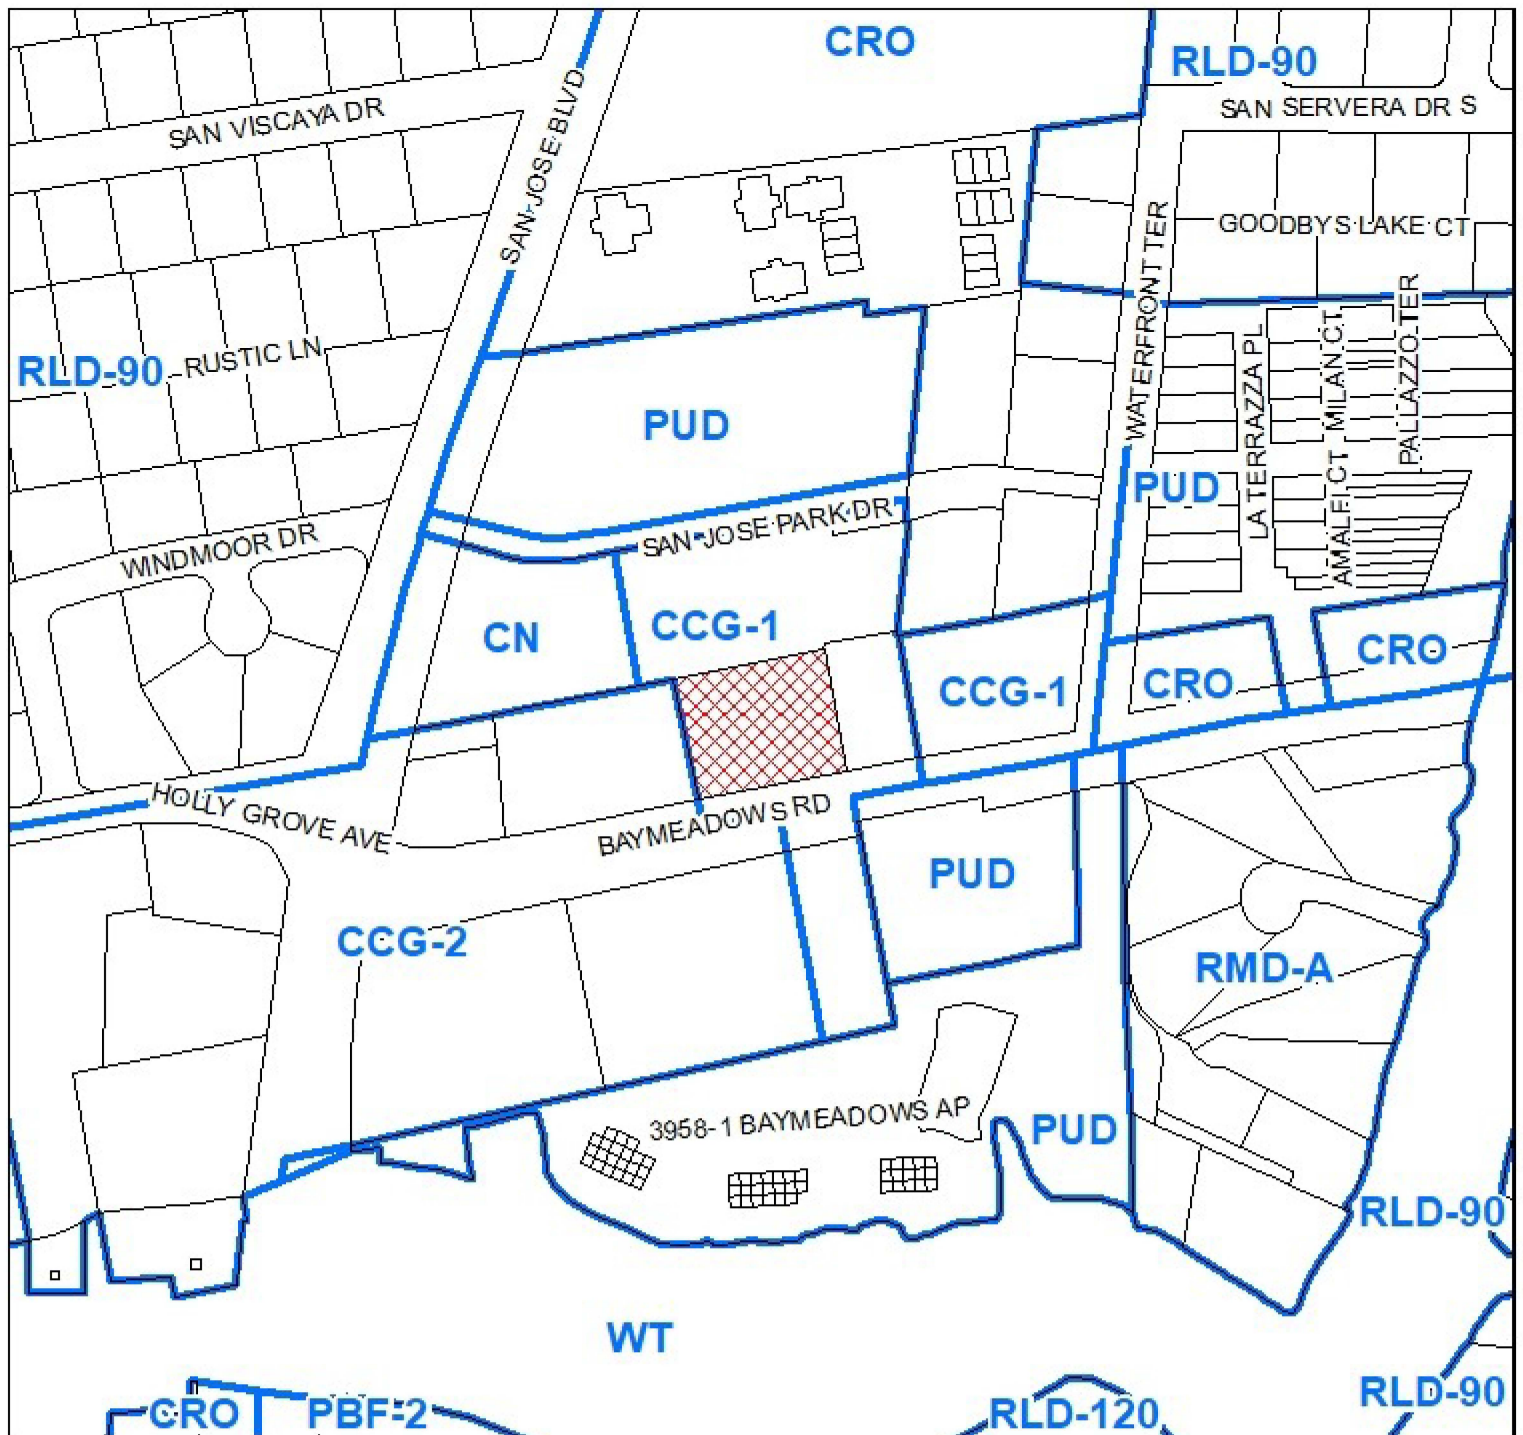 CRO
RLD-90
SAN SERVERA DR S
SAN VISCAYA DR
SAN JOSE BLVD
GOODBYS LAKE CT
WATERFRONT TER
RLD-90
RUSTIC LN
LA TERRAZZA PL
MILAN CT
PALLAZZO TER
PUD
PUD
AMALFI CT
SAN JOSE PARK DR
WINDMOOR DR
CN
CCG-1
CRO
CCG-1
CRO
HOLLY GROVE AVE
BAYMEADOWS RD
PUD
CCG-2
RMD-A
3958-1 BAYMEADOWS AP
PUD
RLD-90
WT
RLD-90
CRO
PBF-2
RLD-120